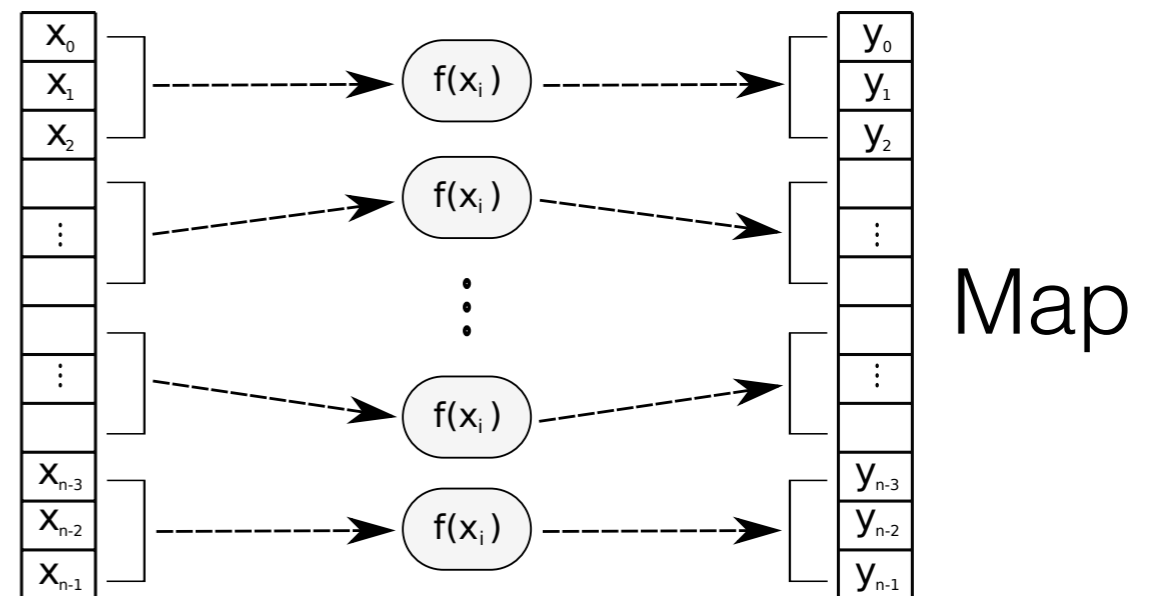 x₀
x₁
x₂
⋮
⋮
xₙ₋₃
xₙ₋₂
xₙ₋₁
f(xᵢ)
f(xᵢ)
f(xᵢ)
f(xᵢ)
y₀
y₁
y₂
⋮
⋮
yₙ₋₃
yₙ₋₂
yₙ₋₁
Map